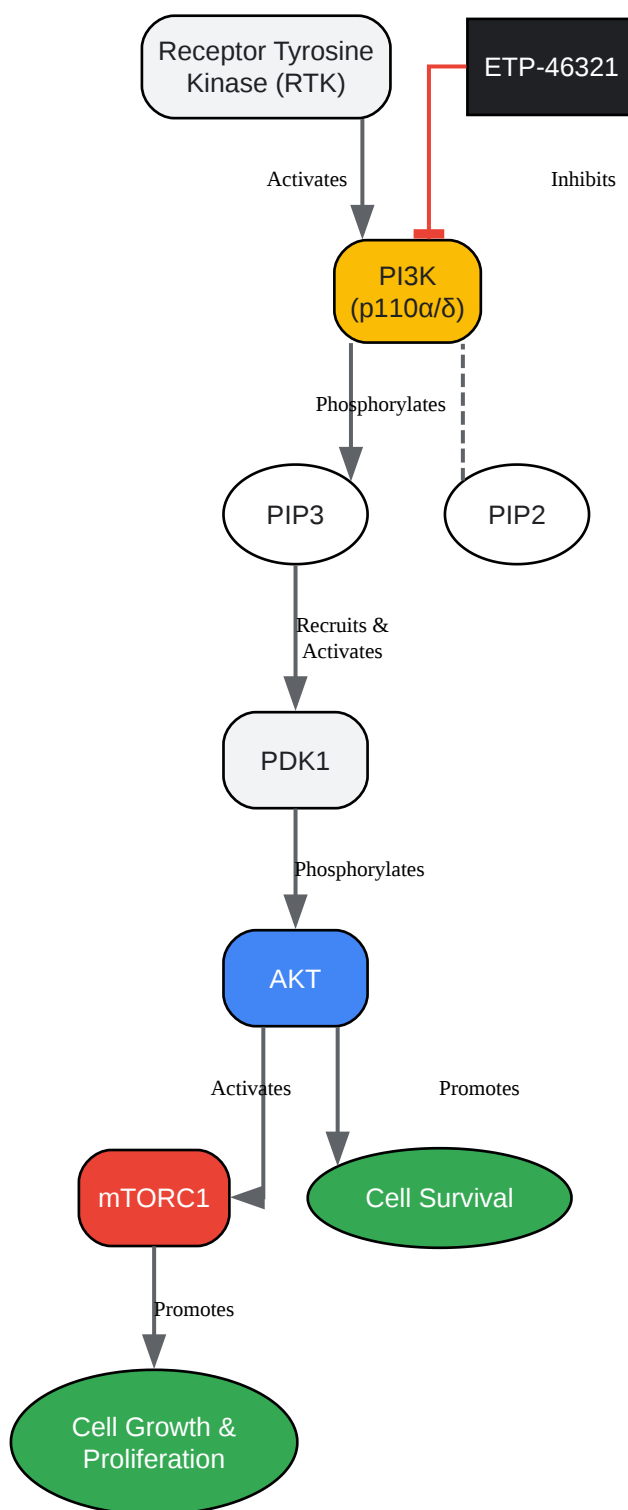 Receptor Tyrosine
Kinase (RTK)
ETP-46321
Activates
Inhibits
PI3K
(p110α/δ)
Phosphorylates
PIP3
PIP2
Recruits &
Activates
PDK1
Phosphorylates
AKT
Activates
Promotes
mTORC1
Cell Survival
Promotes
Cell Growth &
Proliferation